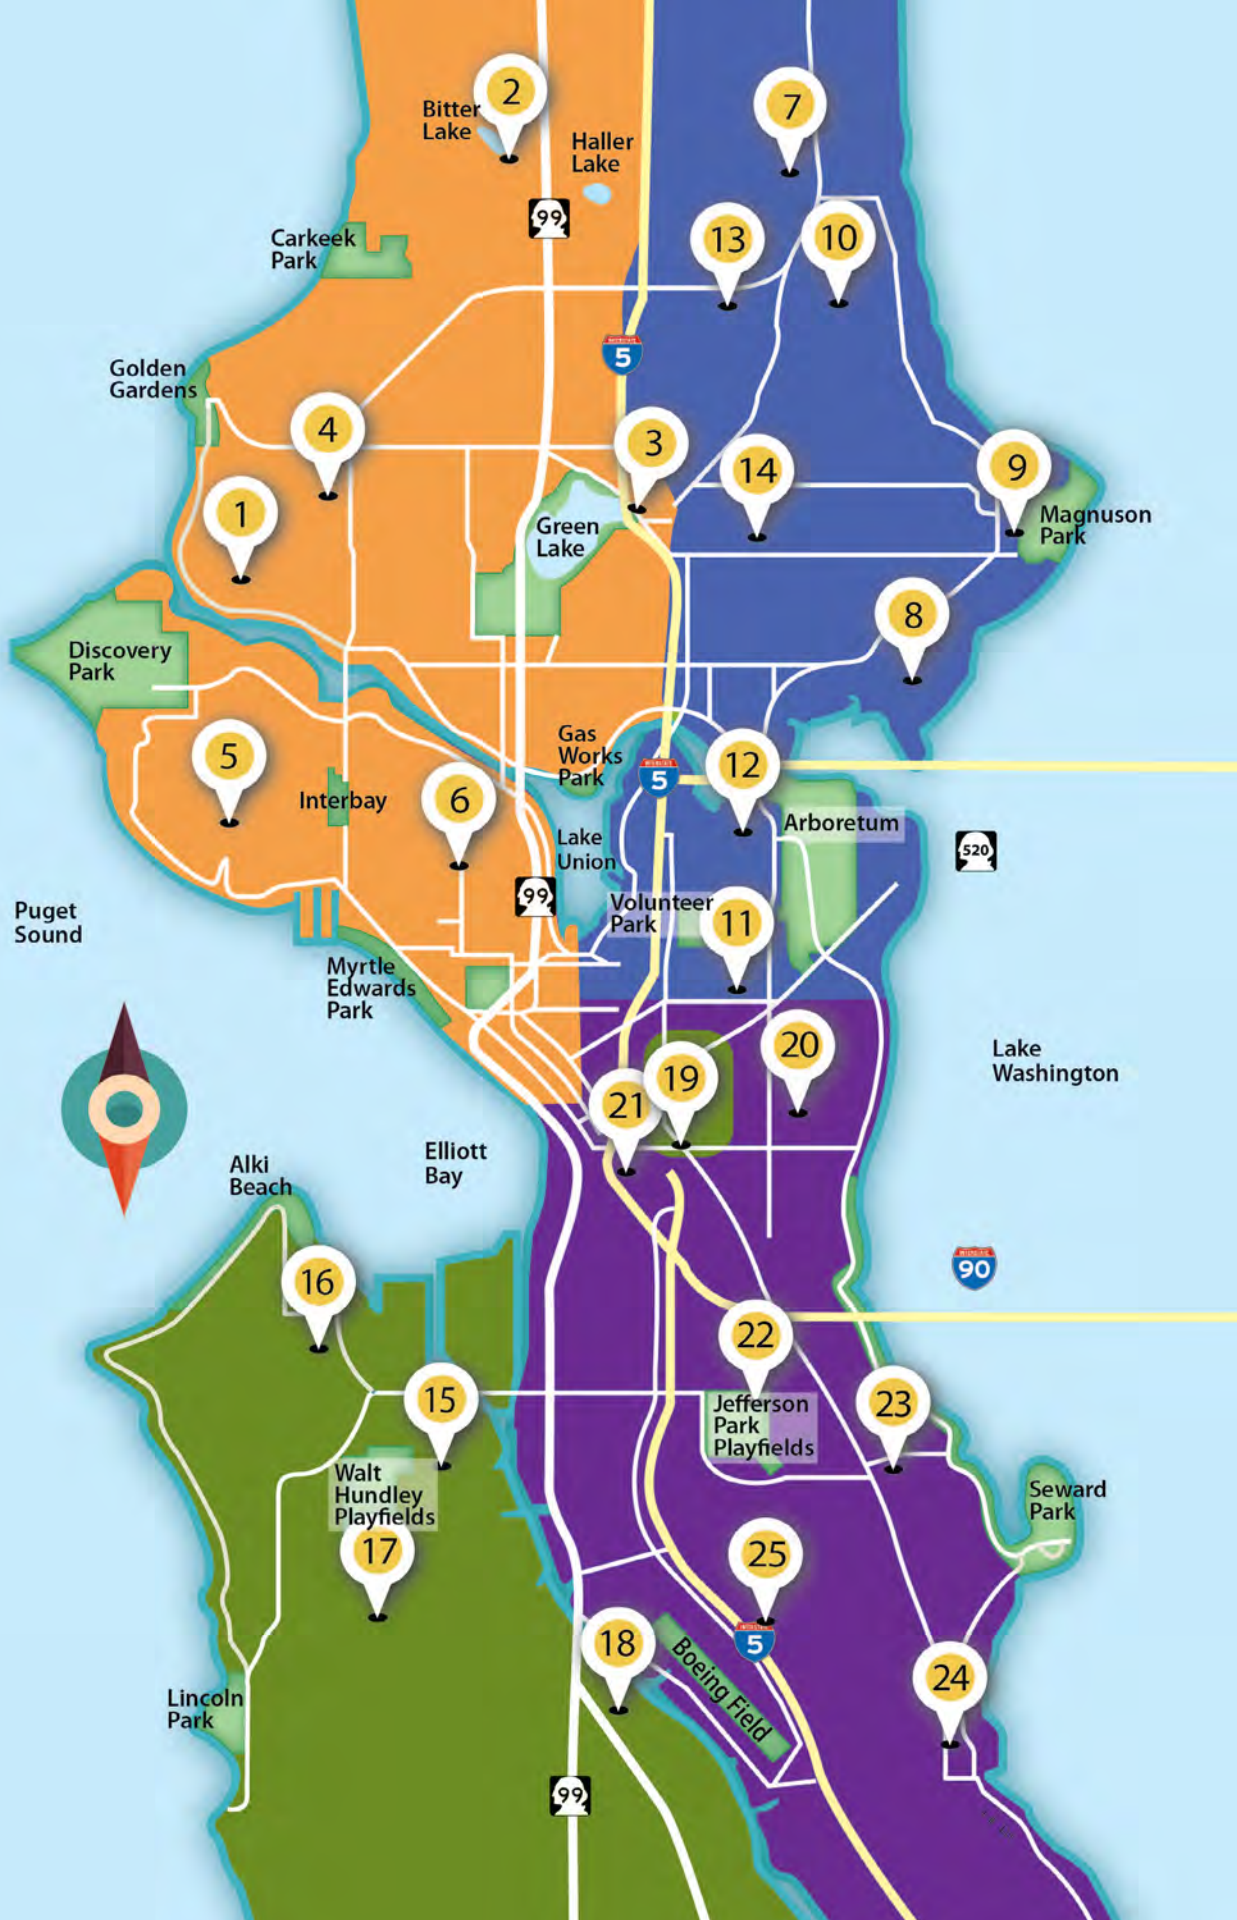 2
7
Bitter
Lake
Haller
Lake
99
13
10
Carkeek
Park
INTERSTATE
5
Golden
Gardens
4
3
14
9
1
Green
Lake
Magnuson
Park
8
Discovery
Park
5
Gas
Works
Park
INTERSTATE
5
12
Interbay
6
Arboretum
Lake
Union
520
99
Volunteer
Park
11
Puget
Sound
Myrtle
Edwards
Park
20
Lake
Washington
19
21
Elliott
Bay
Alki
Beach
INTERSTATE
90
16
22
15
23
Jefferson
Park
Playfields
Walt
Hundley
Playfields
Seward
Park
17
25
18
INTERSTATE
5
Boeing Field
24
Lincoln
Park
99